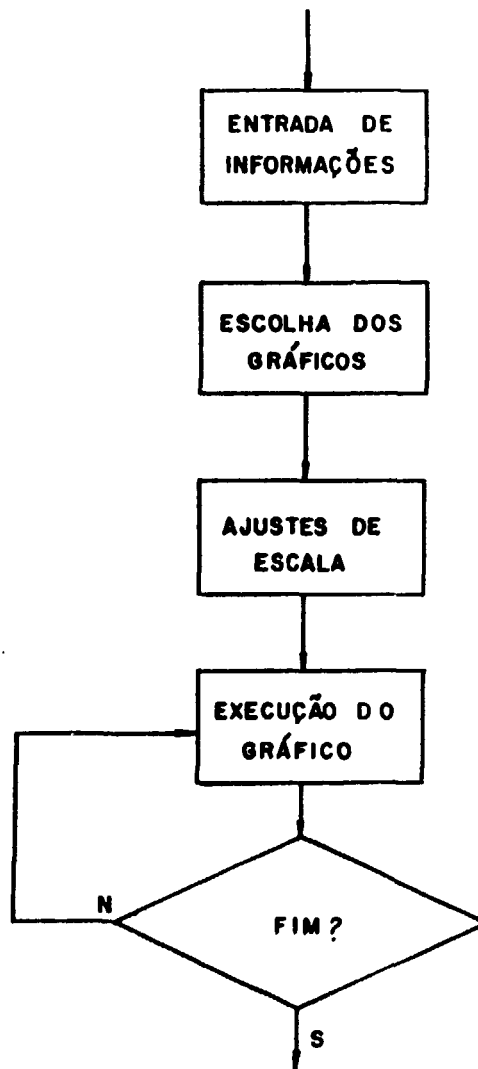 ENTRADA DE
INFORMAÇÕES
ESCOLHA DOS
GRÁFICOS
AJUSTES DE
ESCALA
EXECUÇÃO DO
GRÁFICO
N
FIM?
S